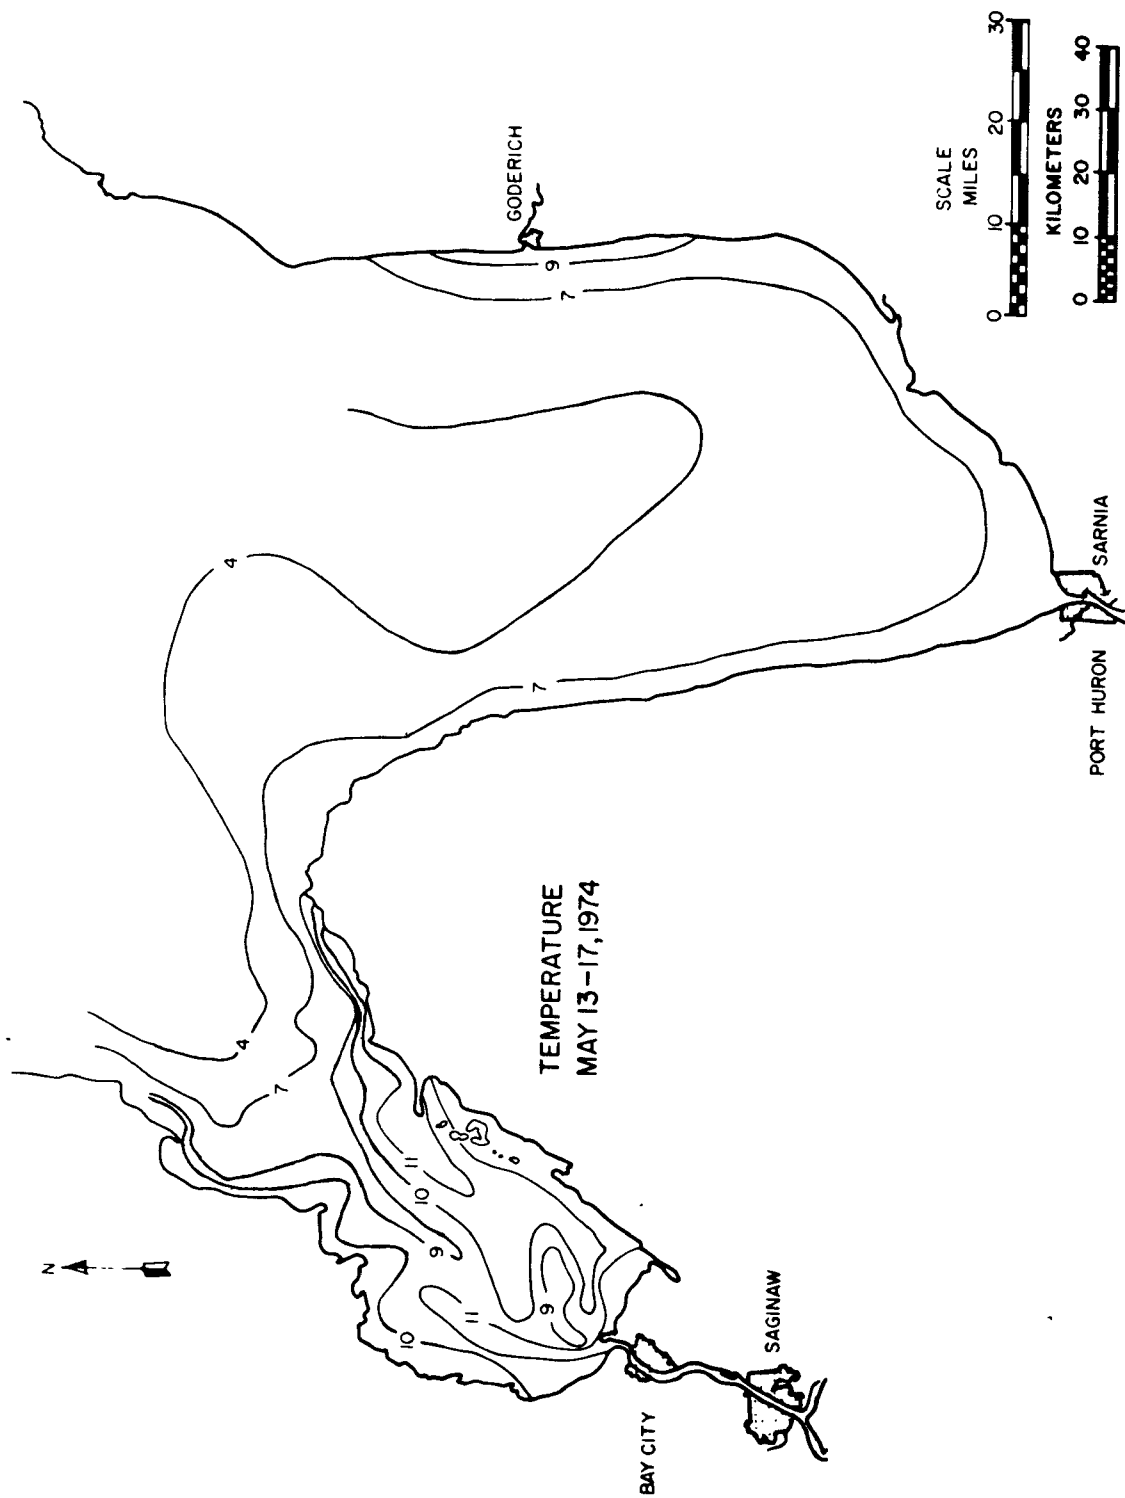 TEMPERATURE
MAY 13-17, 1974
N
4
4
7
7
7
9
9
9
10
10
11
11
GODERICH
SARNIA
PORT HURON
SAGINAW
BAY CITY
SCALE
MILES
0 10 20 30
KILOMETERS
0 10 20 30 40